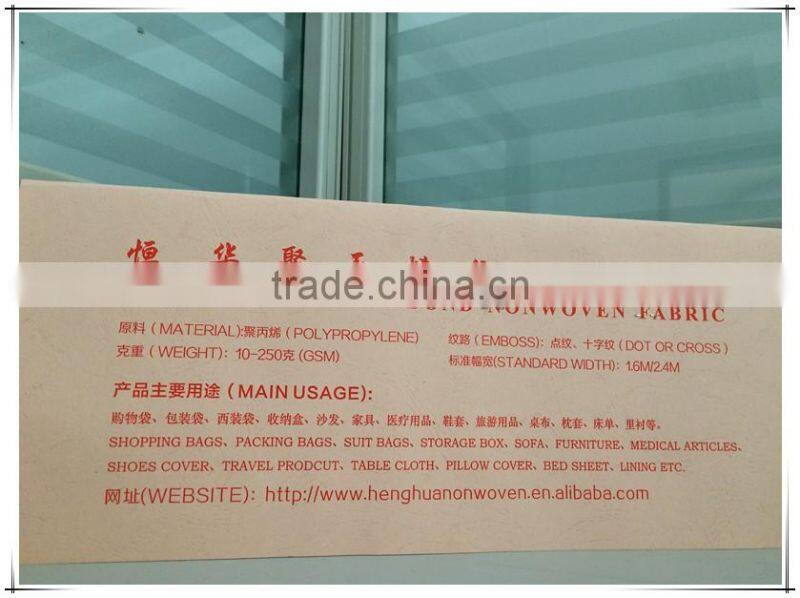 恒 华 聚
trade.china.cn
NONWOVEN FABRIC
原料(MATERIAL):聚丙烯(POLYPROPYLENE)
克重(WEIGHT): 10-250克(GSM)
纹路(EMBOSS): 点纹、十字纹(DOT OR CROSS)
标准幅宽(STANDARD WIDTH): 1.6M/2.4M
产品主要用途(MAIN USAGE):
购物袋、包装袋、西装袋、收纳盒、沙发、家具、医疗用品、鞋套、旅游用品、桌布、枕套、床单、里衬等。
SHOPPING BAGS、PACKING BAGS、SUIT BAGS、STORAGE BOX、SOFA、FURNITURE、MEDICAL ARTICLES、
SHOES COVER、TRAVEL PRODCUT、TABLE CLOTH、PILLOW COVER、BED SHEET、LINING ETC.
网址(WEBSITE): http://www.henghuanonwoven.en.alibaba.com